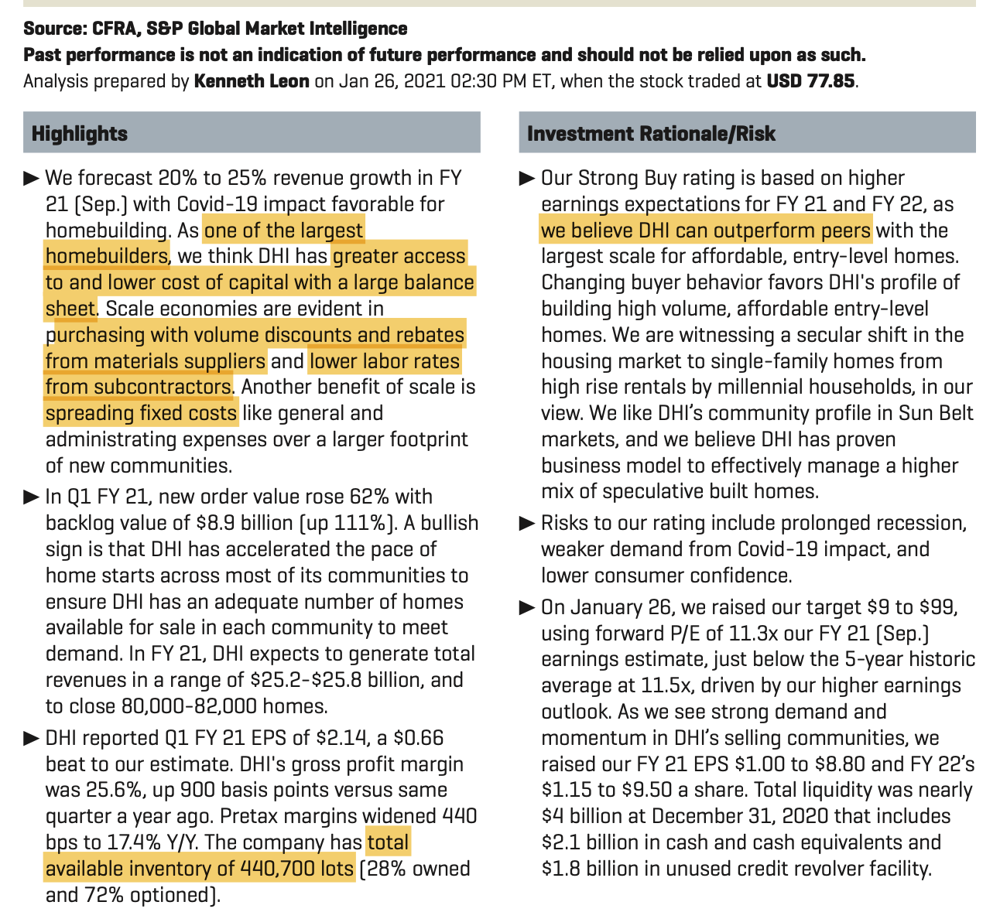 Source: CFRA, S&P Global Market Intelligence
Past performance is not an indication of future performance and should not be relied upon as such.
Analysis prepared by Kenneth Leon on Jan 26, 2021 02:30 PM ET, when the stock traded at USD 77.85.
Highlights
► We forecast 20% to 25% revenue growth in FY
21 (Sep.) with Covid-19 impact favorable for
homebuilding. As one of the largest
homebuilders, we think DHI has greater access
to and lower cost of capital with a large balance
sheet. Scale economies are evident in
purchasing with volume discounts and rebates
from materials suppliers and lower labor rates
from subcontractors. Another benefit of scale is
spreading fixed costs like general and
administrating expenses over a larger footprint
of new communities.
► In Q1 FY 21, new order value rose 62% with
backlog value of $8.9 billion (up 111%). A bullish
sign is that DHI has accelerated the pace of
home starts across most of its communities to
ensure DHI has an adequate number of homes
available for sale in each community to meet
demand. In FY 21, DHI expects to generate total
revenues in a range of $25.2-$25.8 billion, and
to close 80,000-82,000 homes.
► DHI reported Q1 FY 21 EPS of $2.14, a $0.66
beat to our estimate. DHI's gross profit margin
was 25.6%, up 900 basis points versus same
quarter a year ago. Pretax margins widened 440
bps to 17.4% Y/Y. The company has total
available inventory of 440,700 lots (28% owned
and 72% optioned).
Investment Rationale/Risk
► Our Strong Buy rating is based on higher
earnings expectations for FY 21 and FY 22, as
we believe DHI can outperform peers with the
largest scale for affordable, entry-level homes.
Changing buyer behavior favors DHI's profile of
building high volume, affordable entry-level
homes. We are witnessing a secular shift in the
housing market to single-family homes from
high rise rentals by millennial households, in our
view. We like DHI’s community profile in Sun Belt
markets, and we believe DHI has proven
business model to effectively manage a higher
mix of speculative built homes.
► Risks to our rating include prolonged recession,
weaker demand from Covid-19 impact, and
lower consumer confidence.
► On January 26, we raised our target $9 to $99,
using forward P/E of 11.3x our FY 21 (Sep.)
earnings estimate, just below the 5-year historic
average at 11.5x, driven by our higher earnings
outlook. As we see strong demand and
momentum in DHI’s selling communities, we
raised our FY 21 EPS $1.00 to $8.80 and FY 22’s
$1.15 to $9.50 a share. Total liquidity was nearly
$4 billion at December 31, 2020 that includes
$2.1 billion in cash and cash equivalents and
$1.8 billion in unused credit revolver facility.